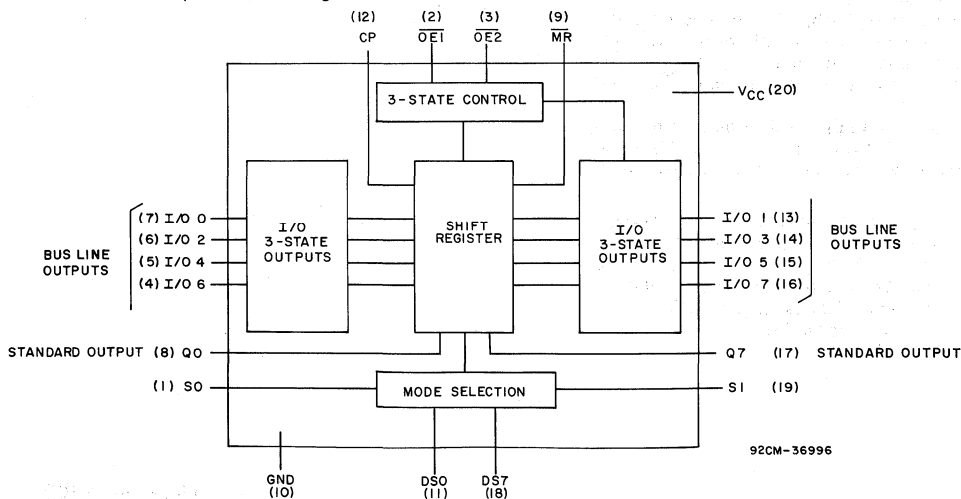 (12) (2) (3) (9)
CP OE1 OE2 MR
3-STATE CONTROL
VCC (20)
(7) I/O 0
(6) I/O 2
(5) I/O 4
(4) I/O 6
BUS LINE
OUTPUTS
I/O
3-STATE
OUTPUTS
SHIFT
REGISTER
I/O
3-STATE
OUTPUTS
I/O 1 (13)
I/O 3 (14)
I/O 5 (15)
I/O 7 (16)
BUS LINE
OUTPUTS
STANDARD OUTPUT (8) Q0
Q7 (17) STANDARD OUTPUT
(1) S0
MODE SELECTION
S1 (19)
92CM-36996
GND DS0 DS7
(10) (11) (18)